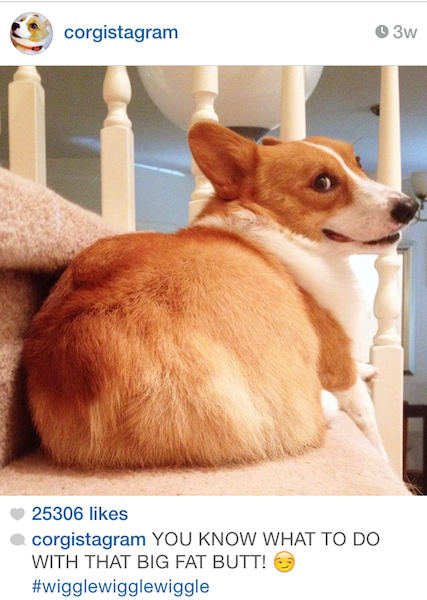 corgistagram
3w
25306 likes
corgistagram YOU KNOW WHAT TO DO
WITH THAT BIG FAT BUTT! 😏
#wigglewigglewiggle